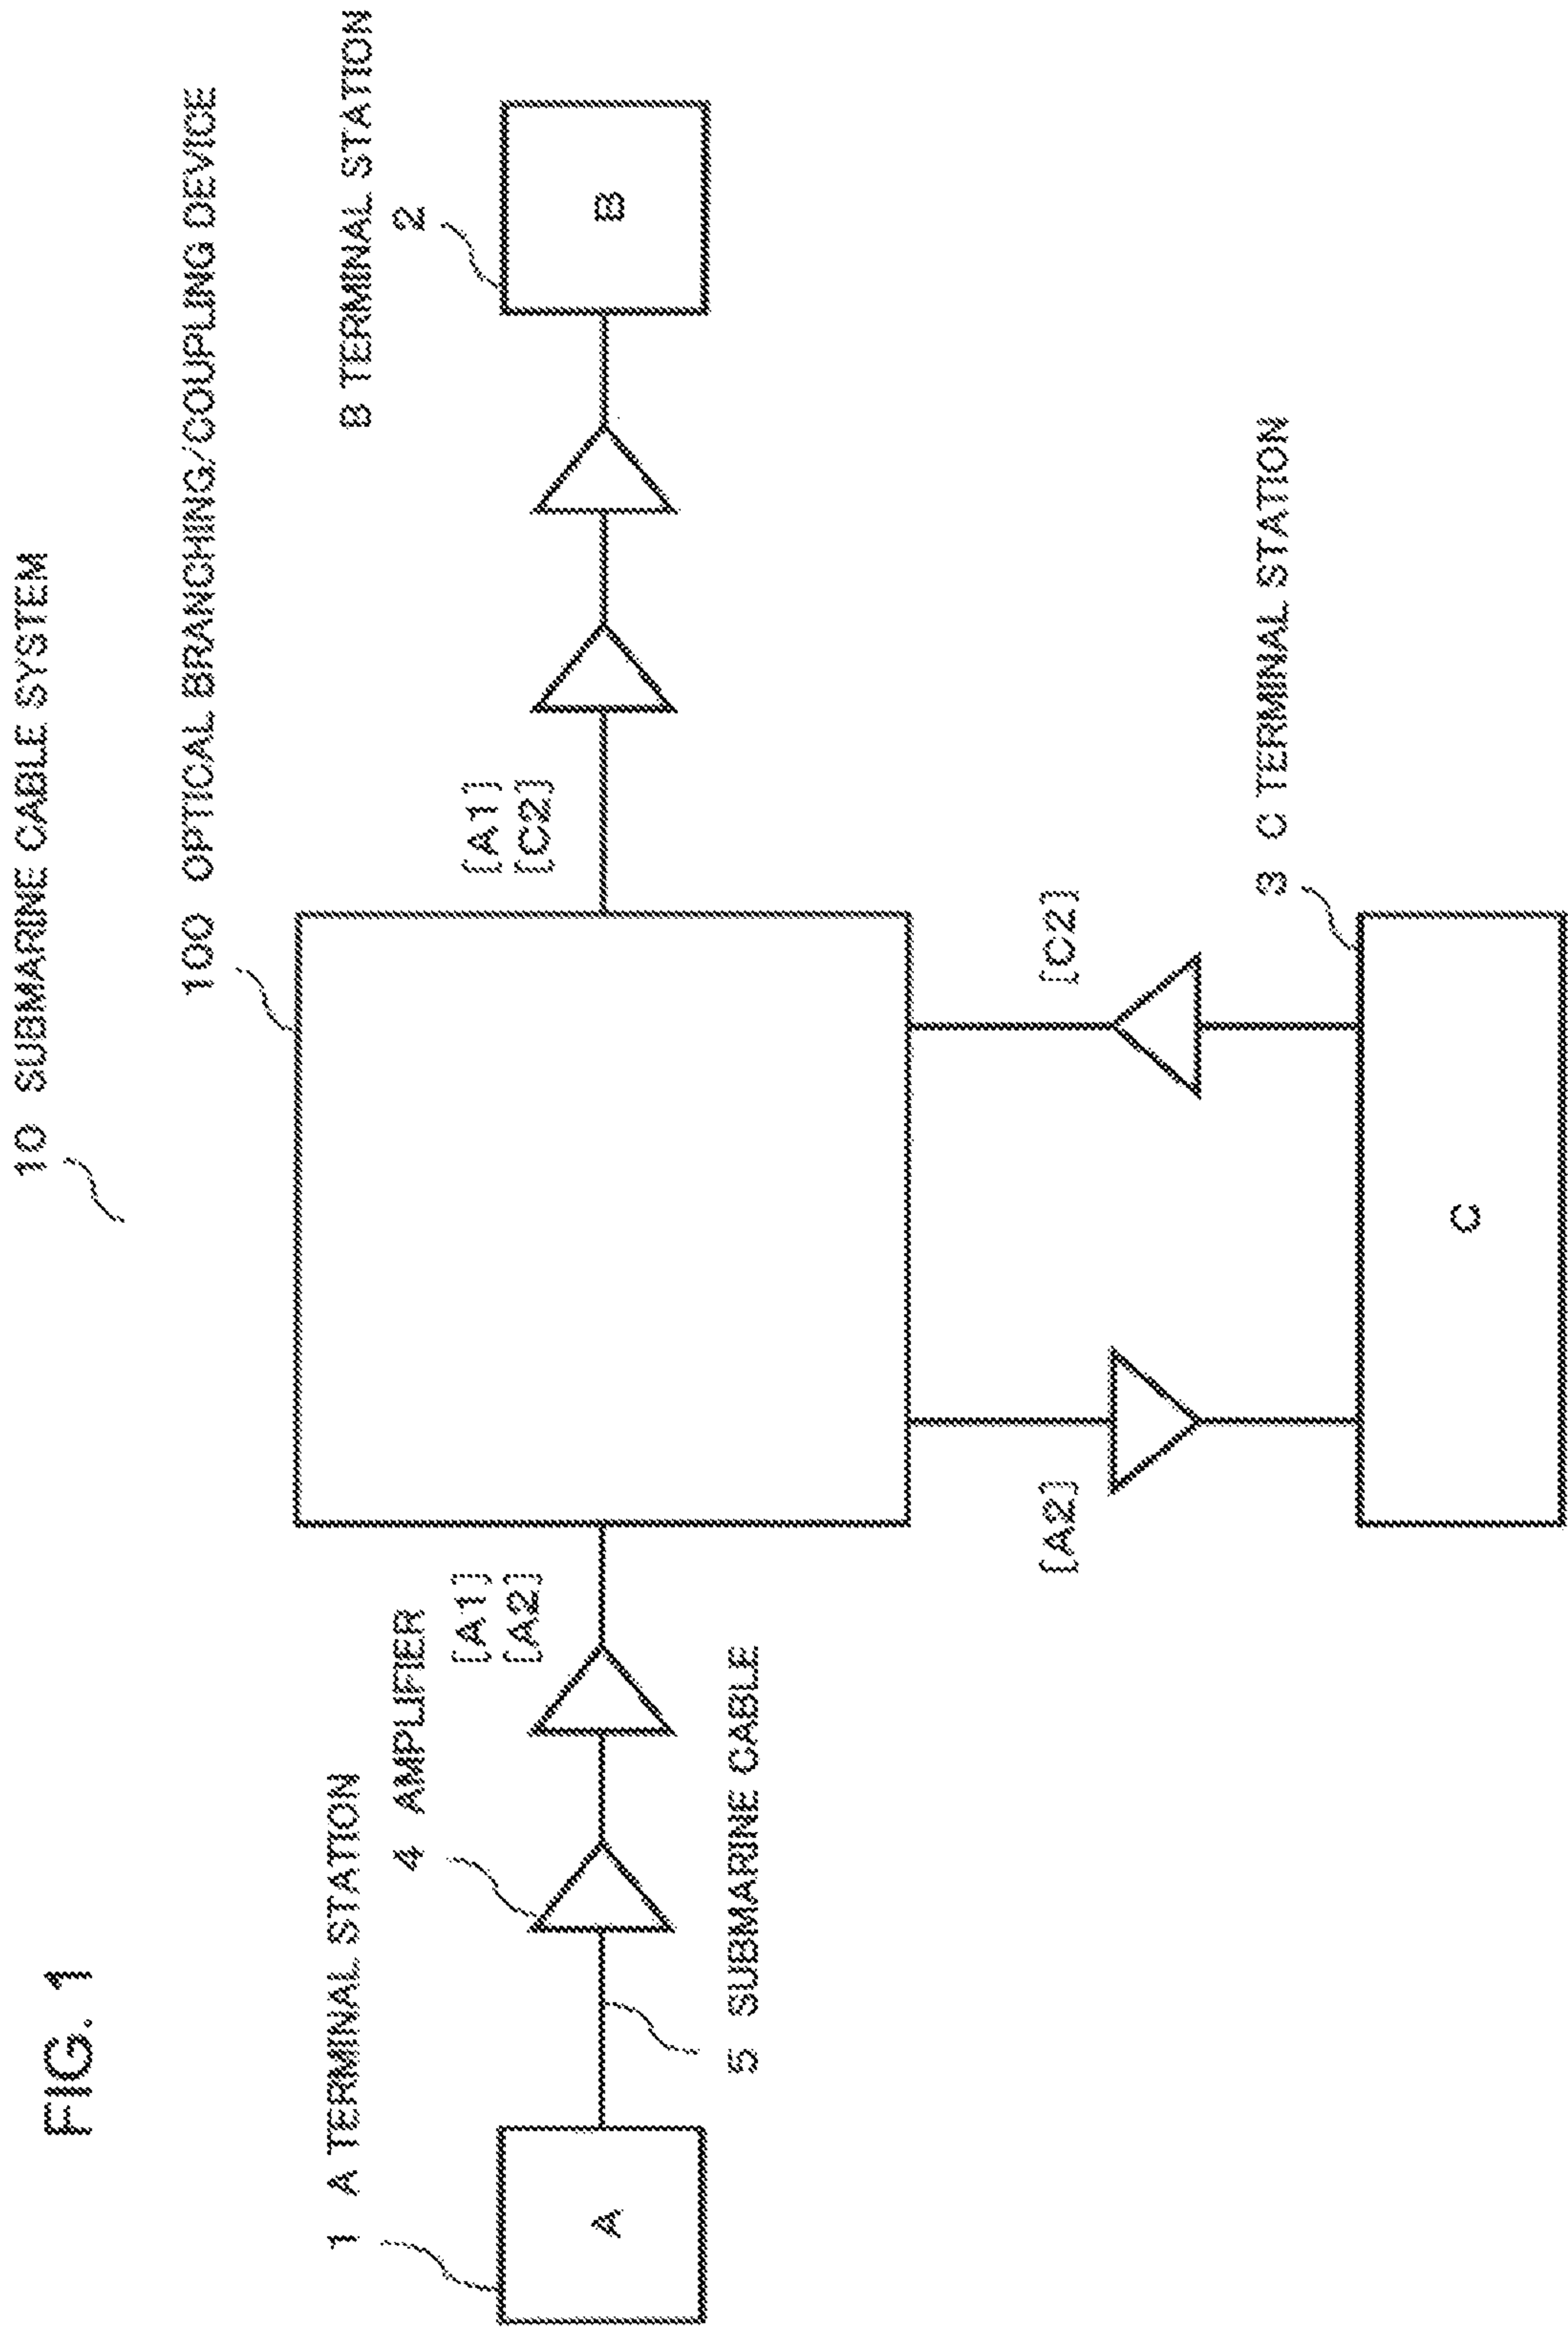 FIG. 1
10 SUBMARINE CABLE SYSTEM
100 OPTICAL BRANCHING/COUPLING DEVICE
1 A TERMINAL STATION
B TERMINAL STATION
2
4 AMPLIFIER
[A1]
[A2]
[A1]
[C2]
A
B
5 SUBMARINE CABLE
[A2]
[C2]
3 C TERMINAL STATION
C